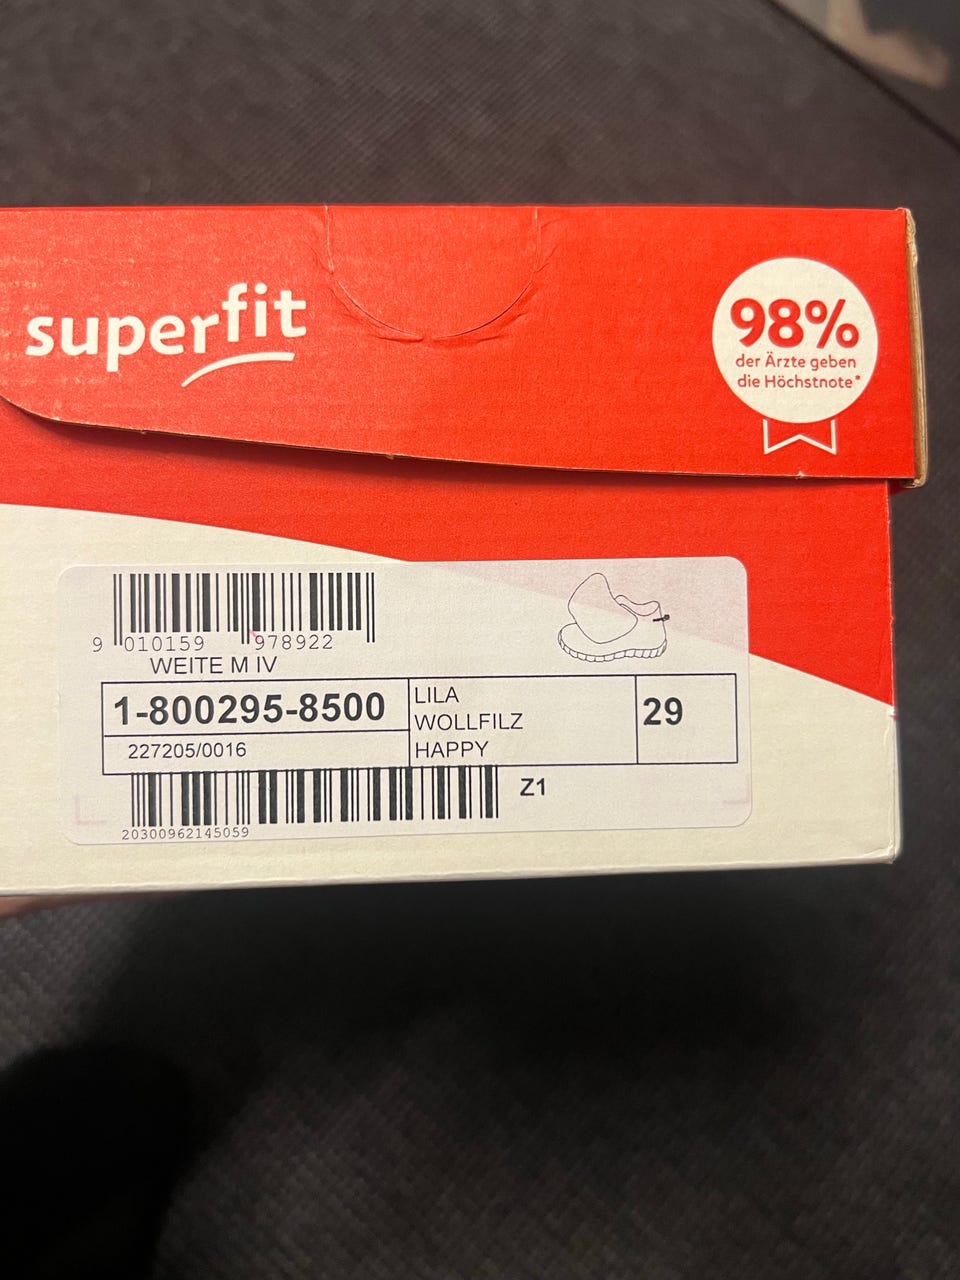 superfit
98%
der Ärzte geben
die Höchstnote*
9 010159 978922
WEITE M IV
1-800295-8500
227205/0016
LILA
WOLLFILZ
HAPPY
29
20300962145059
Z1